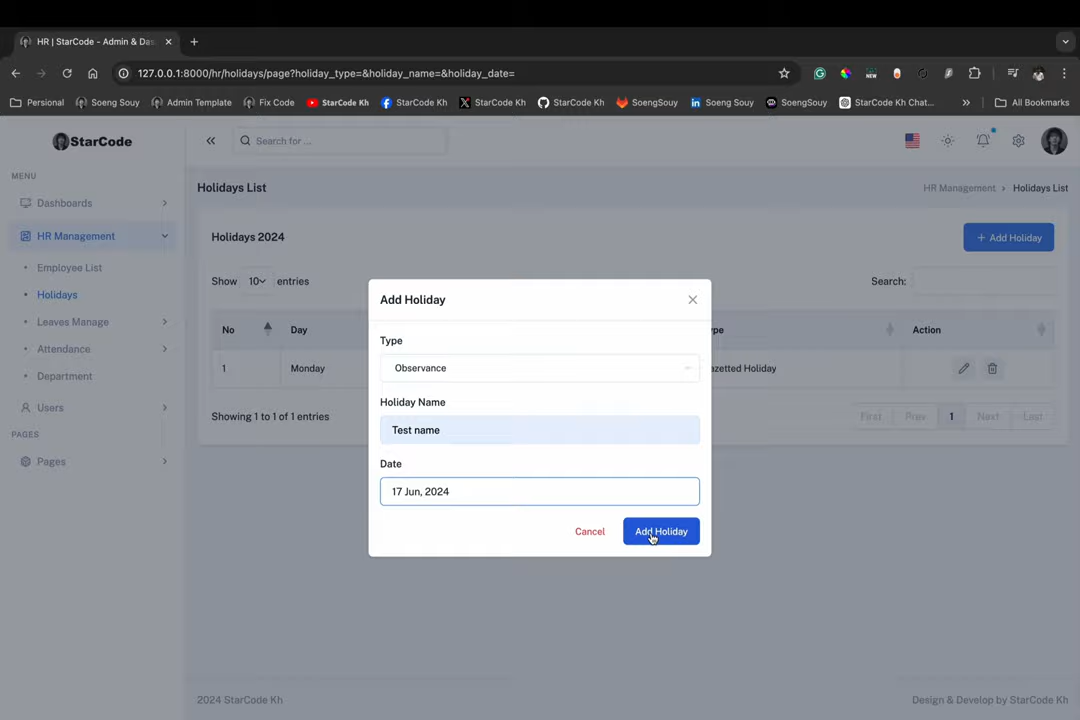 HR | StarCode - Admin & Das
127.0.0.1:8000/hr/holidays/page?holiday_type=&holiday_name=&holiday_date=
Personal Soeng Souy Admin Template Fix Code StarCode Kh StarCode Kh StarCode Kh StarCode Kh SoengSouy Soeng Souy SoengSouy StarCode Kh Chat... » All Bookmarks
StarCode
Search for ...
MENU
Dashboards
HR Management
Employee List
Holidays
Leaves Manage
Attendance
Department
Users
PAGES
Pages
Holidays List
HR Management Holidays List
Holidays 2024
+ Add Holiday
Show 10 entries
Search:
No Day ype Action
1 Monday azetted Holiday
Showing 1 to 1 of 1 entries
First Prev 1 Next Last
Add Holiday
Type
Observance
Holiday Name
Test name
Date
17 Jun, 2024
Cancel Add Holiday
2024 StarCode Kh
Design & Develop by StarCode Kh